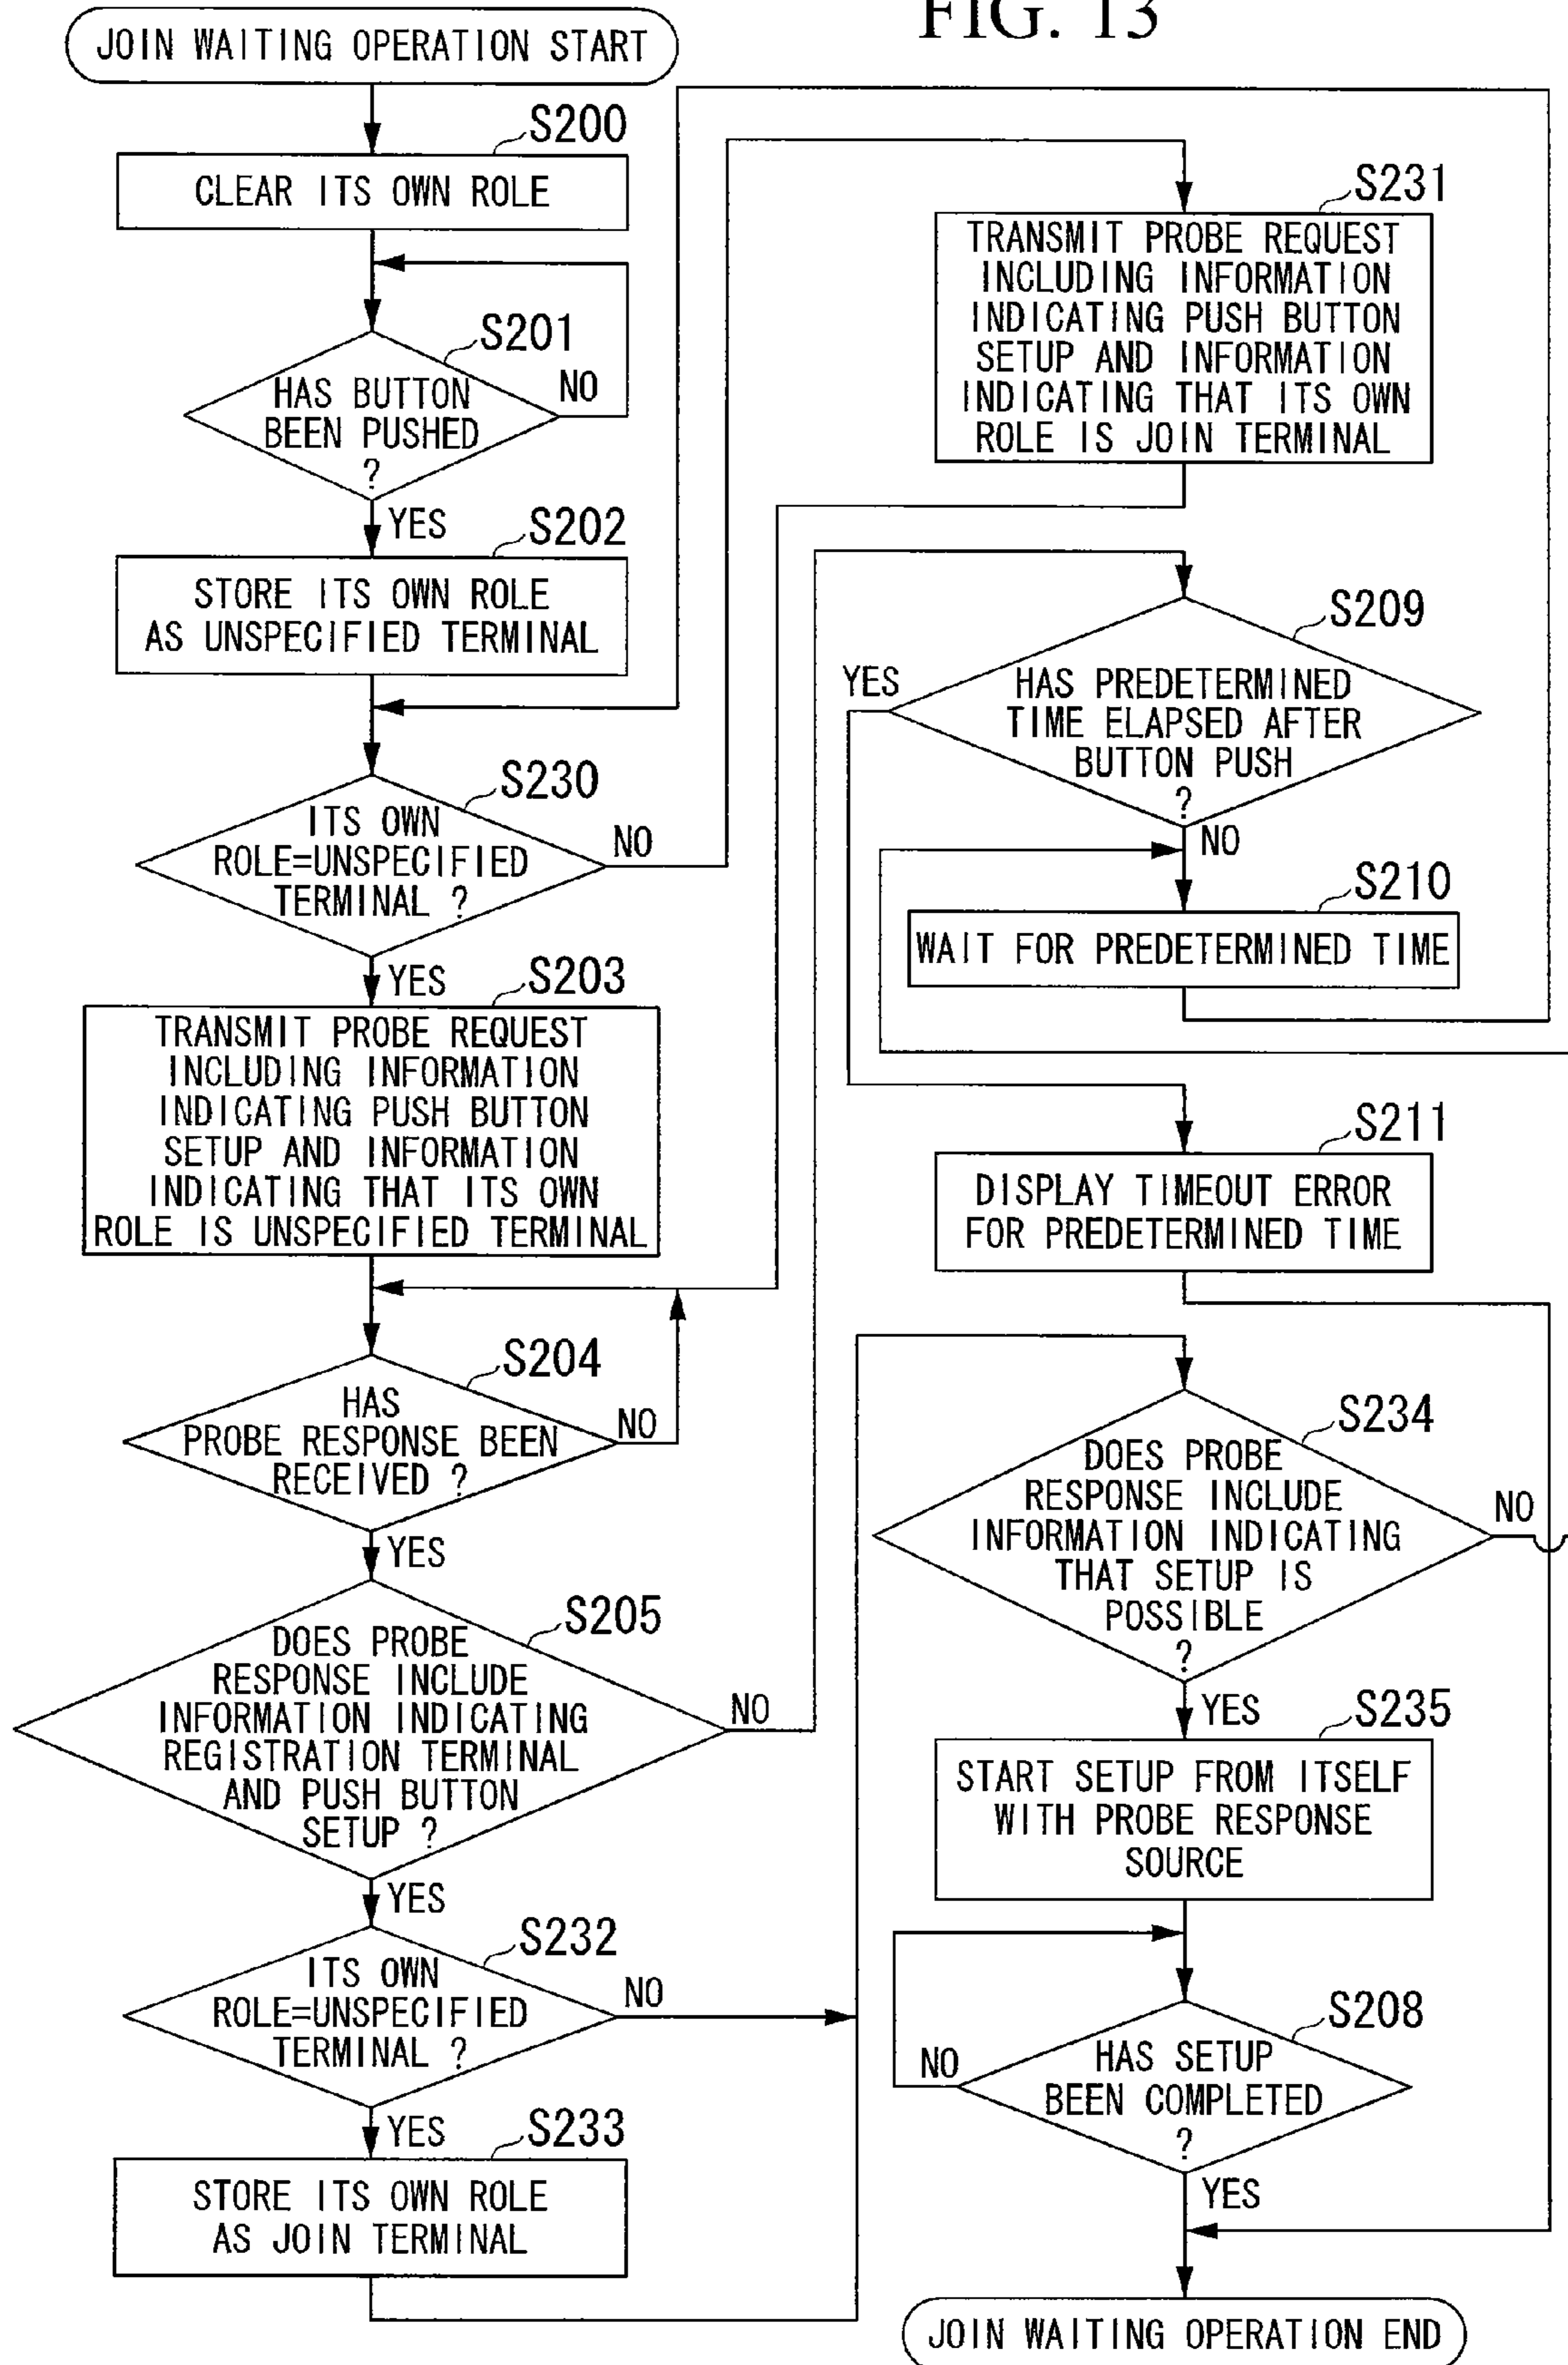 FIG. 13
JOIN WAITING OPERATION START
S200
CLEAR ITS OWN ROLE
S201
HAS BUTTON
BEEN PUSHED
?
NO
YES
S202
STORE ITS OWN ROLE
AS UNSPECIFIED TERMINAL
S230
ITS OWN
ROLE=UNSPECIFIED
TERMINAL ?
NO
YES
S203
TRANSMIT PROBE REQUEST
INCLUDING INFORMATION
INDICATING PUSH BUTTON
SETUP AND INFORMATION
INDICATING THAT ITS OWN
ROLE IS UNSPECIFIED TERMINAL
S204
HAS
PROBE RESPONSE BEEN
RECEIVED ?
NO
YES
S205
DOES PROBE
RESPONSE INCLUDE
INFORMATION INDICATING
REGISTRATION TERMINAL
AND PUSH BUTTON
SETUP ?
NO
YES
S232
ITS OWN
ROLE=UNSPECIFIED
TERMINAL ?
NO
YES
S233
STORE ITS OWN ROLE
AS JOIN TERMINAL
S231
TRANSMIT PROBE REQUEST
INCLUDING INFORMATION
INDICATING PUSH BUTTON
SETUP AND INFORMATION
INDICATING THAT ITS OWN
ROLE IS JOIN TERMINAL
S209
YES
HAS PREDETERMINED
TIME ELAPSED AFTER
BUTTON PUSH
?
NO
S210
WAIT FOR PREDETERMINED TIME
S211
DISPLAY TIMEOUT ERROR
FOR PREDETERMINED TIME
S234
DOES PROBE
RESPONSE INCLUDE
INFORMATION INDICATING
THAT SETUP IS
POSSIBLE
?
NO
YES
S235
START SETUP FROM ITSELF
WITH PROBE RESPONSE
SOURCE
S208
HAS SETUP
BEEN COMPLETED
?
NO
YES
JOIN WAITING OPERATION END